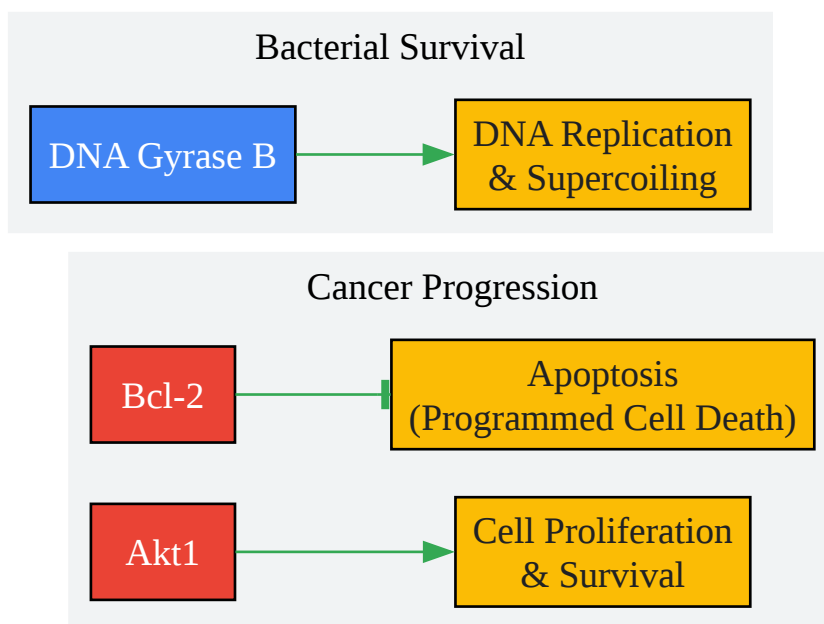 Bacterial Survival
DNA Gyrase B
DNA Replication
& Supercoiling
Cancer Progression
Bcl-2
Apoptosis
(Programmed Cell Death)
Akt1
Cell Proliferation
& Survival